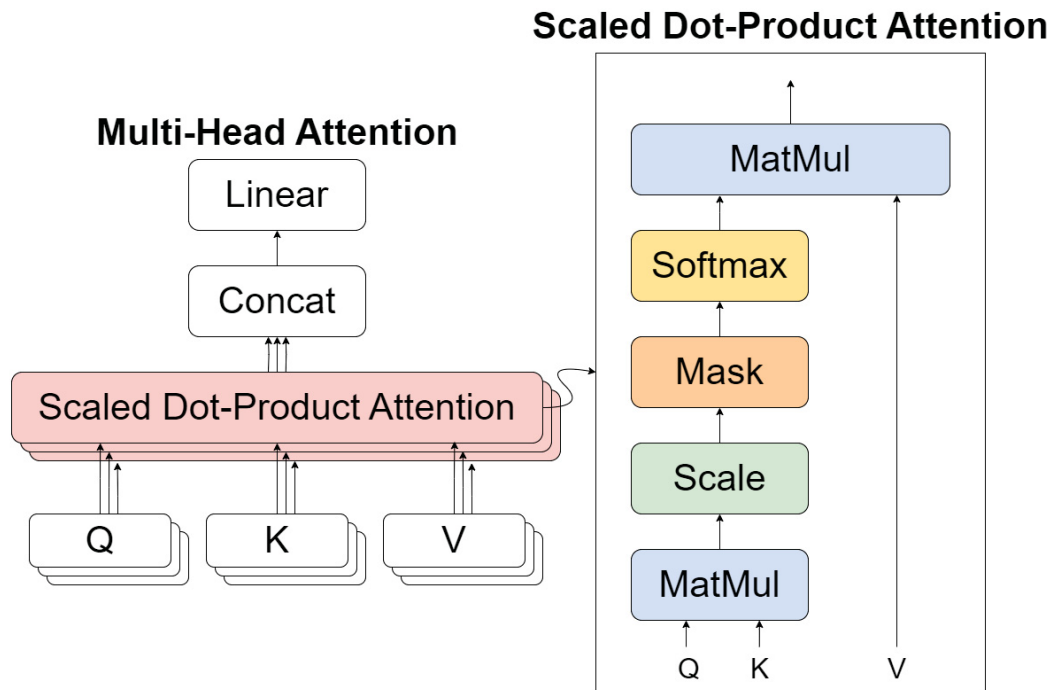 Scaled Dot-Product Attention
MatMul
Softmax
Mask
Scale
MatMul
Q K V
Multi-Head Attention
Linear
Concat
Scaled Dot-Product Attention
Q K V